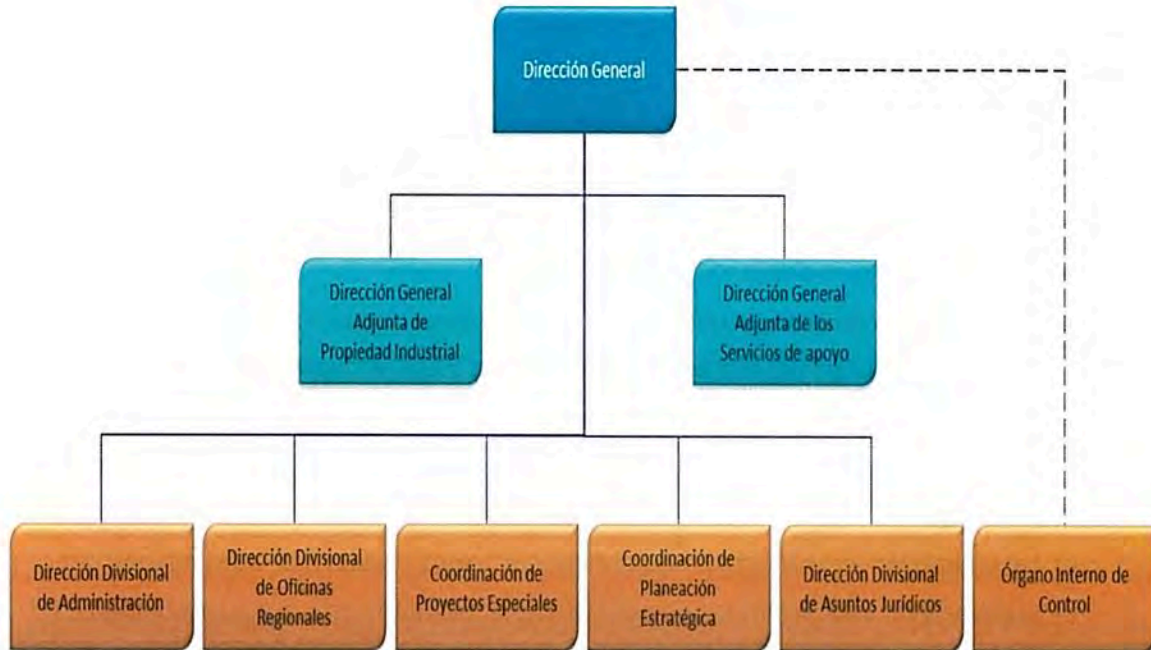 Dirección General
Dirección General
Adjunta de
Propiedad Industrial
Dirección General
Adjunta de los
Servicios de apoyo
Dirección Divisional
de Administración
Dirección Divisional
de Oficinas
Regionales
Coordinación de
Proyectos Especiales
Coordinación de
Planeación
Estratégica
Dirección Divisional
de Asuntos Jurídicos
Órgano Interno de
Control